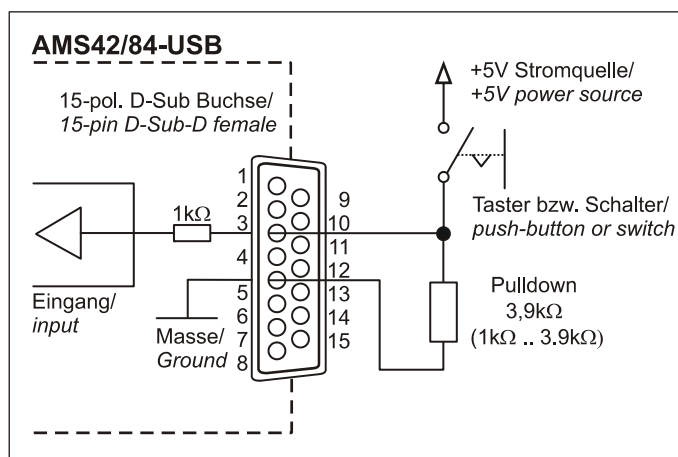 AMS42/84-USB
15-pol. D-Sub Buchse/
15-pin D-Sub-D female
+5V Stromquelle/
+5V power source
Taster bzw. Schalter/
push-button or switch
1
2
3
4
5
6
7
8
9
10
11
12
13
14
15
1kΩ
Eingang/
input
Masse/
Ground
Pulldown
3,9kΩ
(1kΩ .. 3.9kΩ)